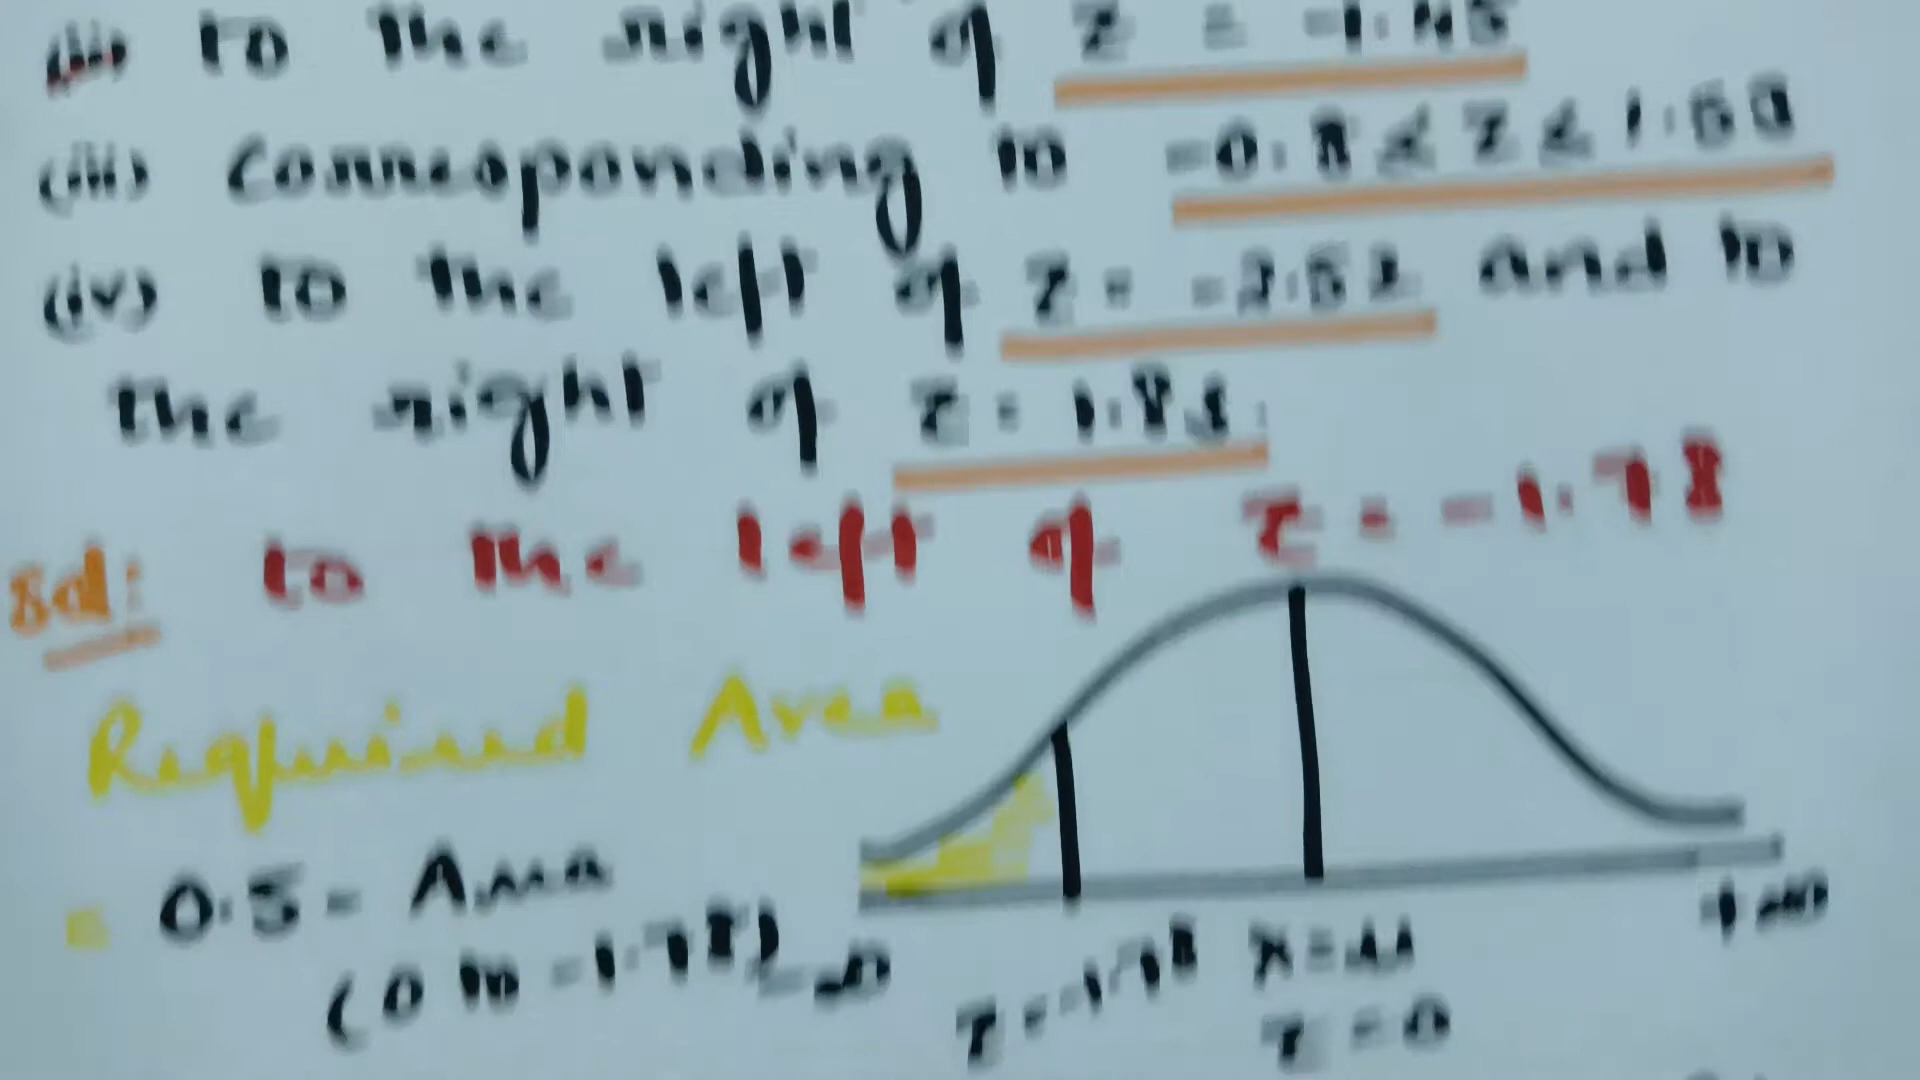 (ii) to the right of z = -1.45
(iii) corresponding to -0.8 ≤ z ≤ 1.53
(iv) to the left of z = -2.52 and to
the right of z = 1.83.
Sol: to the left of z = -1.78
Required Area
= 0.5 - Area
(0 to -1.78)
-∞ z = -1.78 x = μ +∞
z = 0